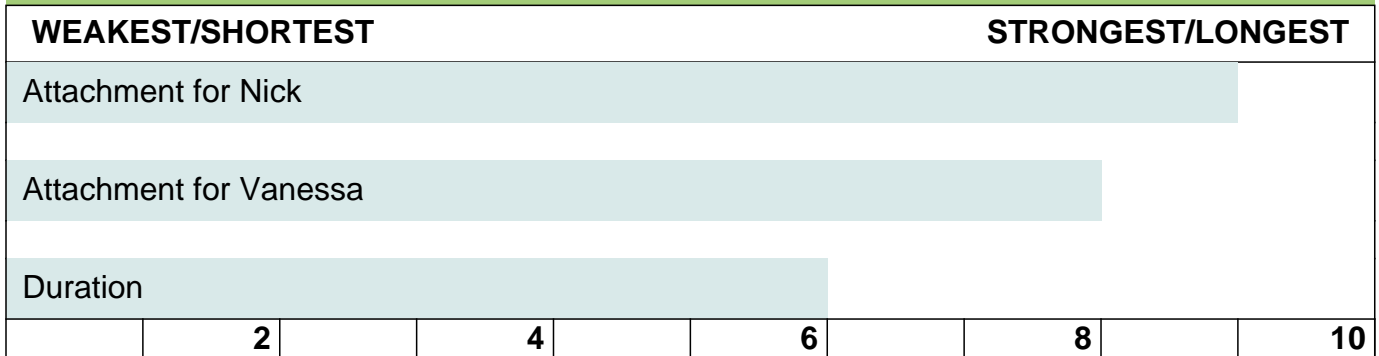 WEAKEST/SHORTEST STRONGEST/LONGEST
Attachment for Nick
Attachment for Vanessa
Duration
2 4 6 8 10